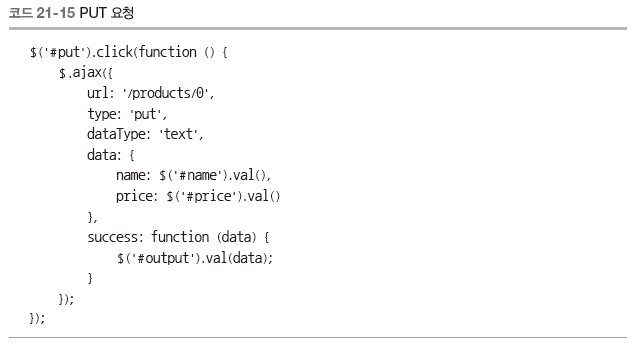 코드 21-15 PUT 요청
$('#put').click(function () {
    $.ajax({
        url: '/products/0',
        type: 'put',
        dataType: 'text',
        data: {
            name: $('#name').val(),
            price: $('#price').val()
        },
        success: function (data) {
            $('#output').val(data);
        }
    });
});